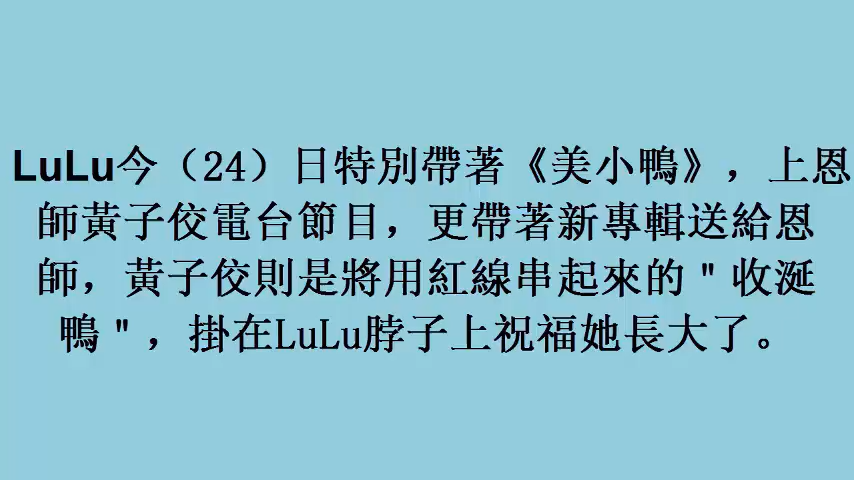 LuLu今（24）日特別帶著《美小鴨》，上恩
師黃子佼電台節目，更帶著新專輯送給恩
師，黃子佼則是將用紅線串起來的＂收涎
鴨＂，掛在LuLu脖子上祝福她長大了。